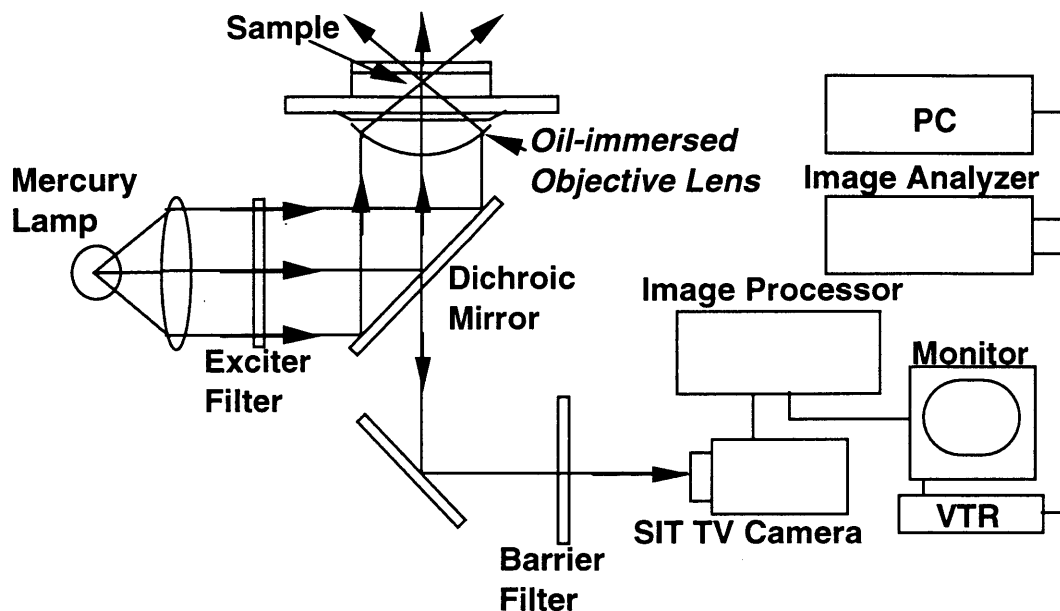 Sample
Oil-immersed
Objective Lens
Mercury
Lamp
Exciter
Filter
Dichroic
Mirror
Barrier
Filter
PC
Image Analyzer
Image Processor
Monitor
VTR
SIT TV Camera